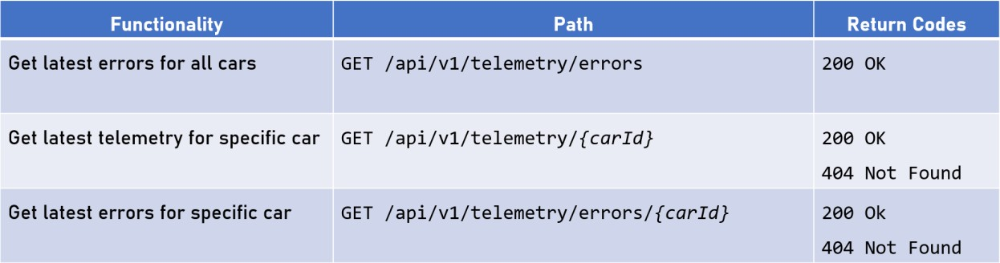 Functionality Path Return Codes
Get latest errors for all cars GET /api/v1/telemetry/errors 200 OK
Get latest telemetry for specific car GET /api/v1/telemetry/{carId} 200 OK
404 Not Found
Get latest errors for specific car GET /api/v1/telemetry/errors/{carId} 200 Ok
404 Not Found